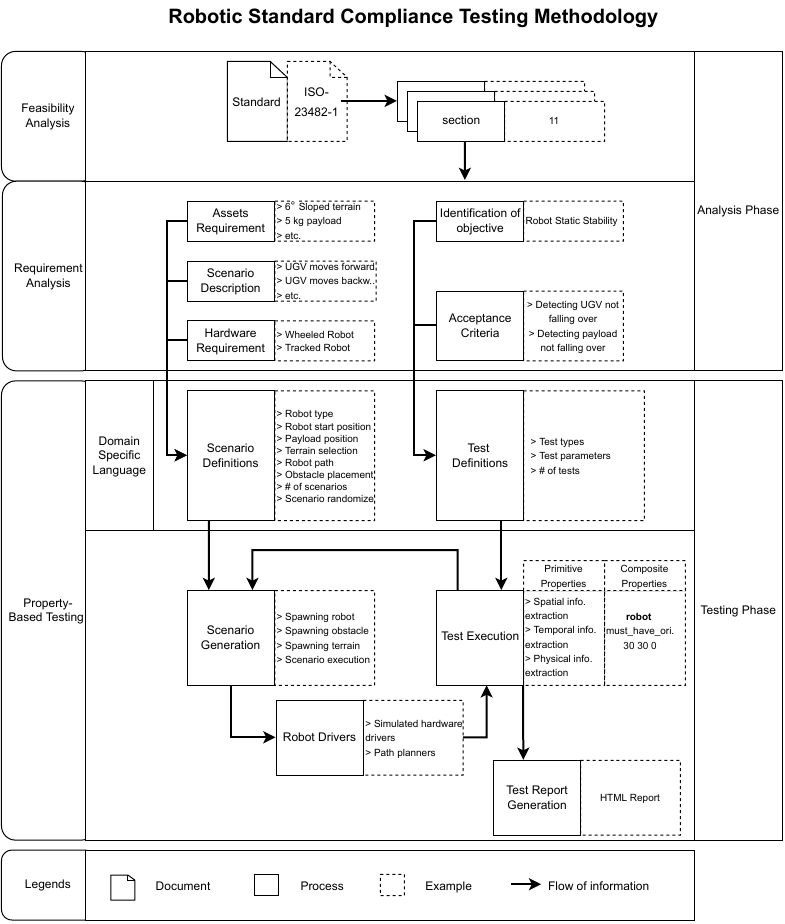 Robotic Standard Compliance Testing Methodology
Feasibility
Analysis
Standard
ISO-
23482-1
section
11
Analysis Phase
Requirement
Analysis
Assets
Requirement
> 6° Sloped terrain
> 5 kg payload
> etc.
Identification of
objective
Robot Static Stability
Scenario
Description
> UGV moves forward
> UGV moves backw..
> etc.
Hardware
Requirement
> Wheeled Robot
> Tracked Robot
Acceptance
Criteria
> Detecting UGV not
falling over
> Detecting payload
not falling over
Domain
Specific
Language
Scenario
Definitions
> Robot type
> Robot start position
> Payload position
> Terrain selection
> Robot path
> Obstacle placement
> # of scenarios
> Scenario randomize
Test
Definitions
> Test types
> Test parameters
> # of tests
Property-
Based Testing
Testing Phase
Scenario
Generation
> Spawning robot
> Spawning obstacle
> Spawning terrain
> Scenario execution
Test Execution
Primitive
Properties
> Spatial info.
extraction
> Temporal info.
extraction
> Physical info.
extraction
Composite
Properties
robot
must_have_ori.
30 30 0
Robot Drivers
> Simulated hardware
drivers
> Path planners
Test Report
Generation
HTML Report
Legends
Document
Process
Example
Flow of information